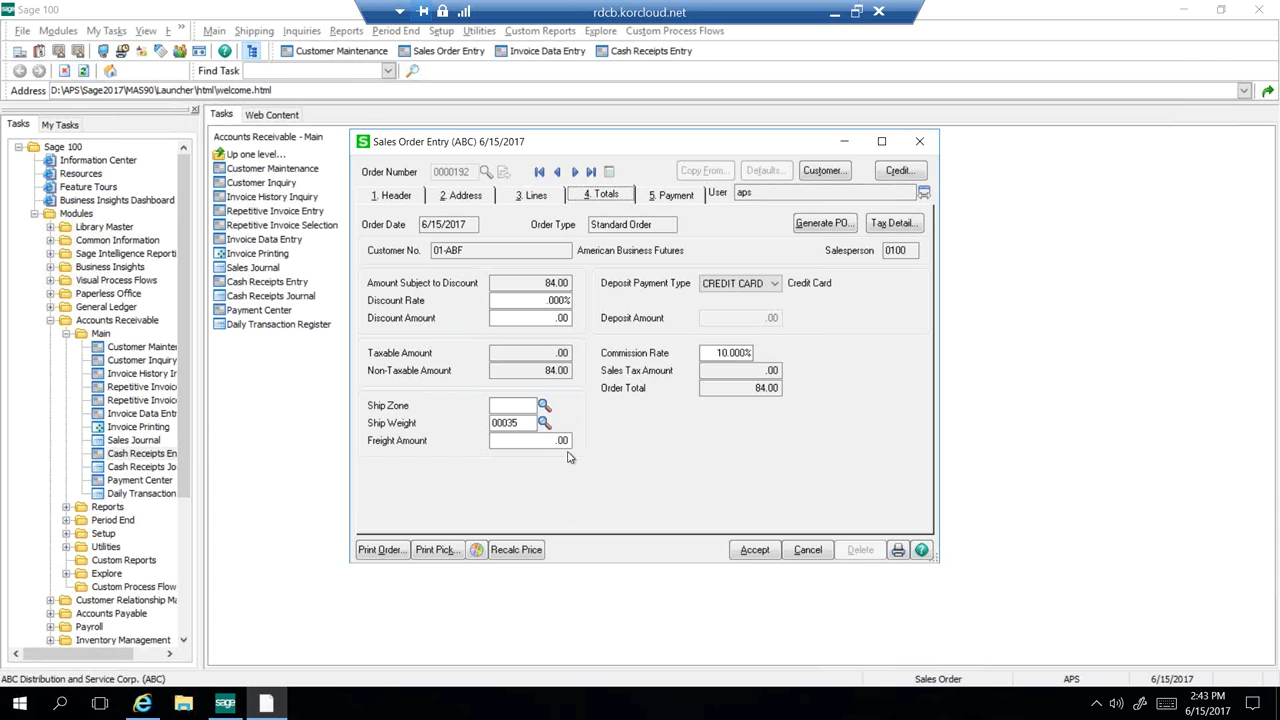 Sage 100
rdcb.korcloud.net
File Modules My Tasks View
Main Shipping Inquiries Reports Period End Setup Utilities Custom Reports Explore Custom Process Flows
Customer Maintenance Sales Order Entry Invoice Data Entry Cash Receipts Entry
Find Task
Address D:\APS\Sage2017\MAS90\Launcher\html\welcome.html
Tasks My Tasks
Sage 100
Information Center
Resources
Feature Tours
Business Insights Dashboard
Modules
Library Master
Common Information
Sage Intelligence Reporti
Business Insights
Visual Process Flows
Paperless Office
General Ledger
Accounts Receivable
Main
Customer Mainte
Customer Inquiry
Invoice History In
Repetitive Invoic
Repetitive Invoic
Invoice Data Ent
Invoice Printing
Sales Journal
Cash Receipts En
Cash Receipts Jo
Payment Center
Daily Transaction
Reports
Period End
Setup
Utilities
Custom Reports
Explore
Custom Process Flow
Customer Relationship Ma
Accounts Payable
Payroll
Inventory Management
Tasks Web Content
Accounts Receivable - Main
Up one level...
Customer Maintenance
Customer Inquiry
Invoice History Inquiry
Repetitive Invoice Entry
Repetitive Invoice Selection
Invoice Data Entry
Invoice Printing
Sales Journal
Cash Receipts Entry
Cash Receipts Journal
Payment Center
Daily Transaction Register
S Sales Order Entry (ABC) 6/15/2017
Order Number 0000192 Copy From... Defaults... Customer... Credit...
1. Header 2. Address 3. Lines 4. Totals 5. Payment User aps
Order Date 6/15/2017 Order Type Standard Order Generate PO... Tax Detail...
Customer No. 01-ABF American Business Futures Salesperson 0100
Amount Subject to Discount 84.00 Deposit Payment Type CREDIT CARD Credit Card
Discount Rate .000%
Discount Amount .00 Deposit Amount .00
Taxable Amount .00 Commission Rate 10.000%
Non-Taxable Amount 84.00 Sales Tax Amount .00
Order Total 84.00
Ship Zone
Ship Weight 00035
Freight Amount .00
Print Order... Print Pick... Recalc Price Accept Cancel Delete
ABC Distribution and Service Corp. (ABC) Sales Order APS 6/15/2017
sage
2:43 PM
6/15/2017